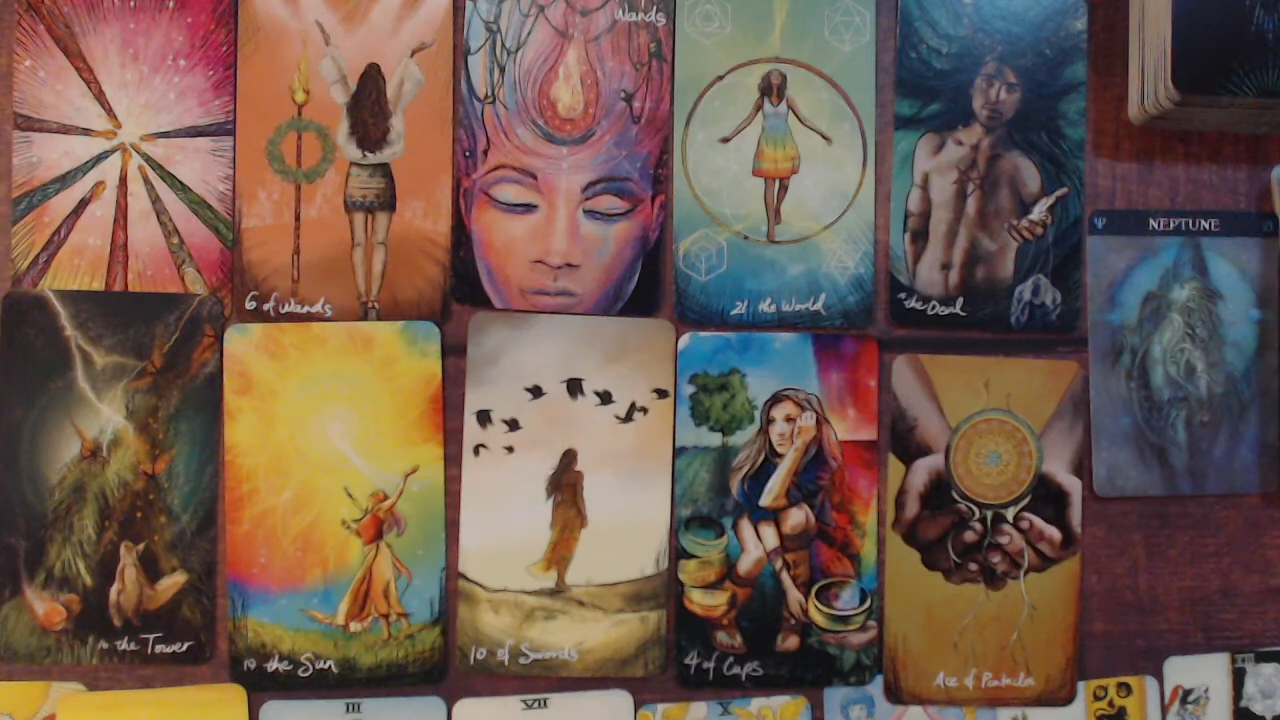 Wands
6 of Wands
21. the World
the Devil
NEPTUNE
the Tower
19 the Sun
10 of Swords
4 of Cups
Ace of Pentacles
III
VII
X